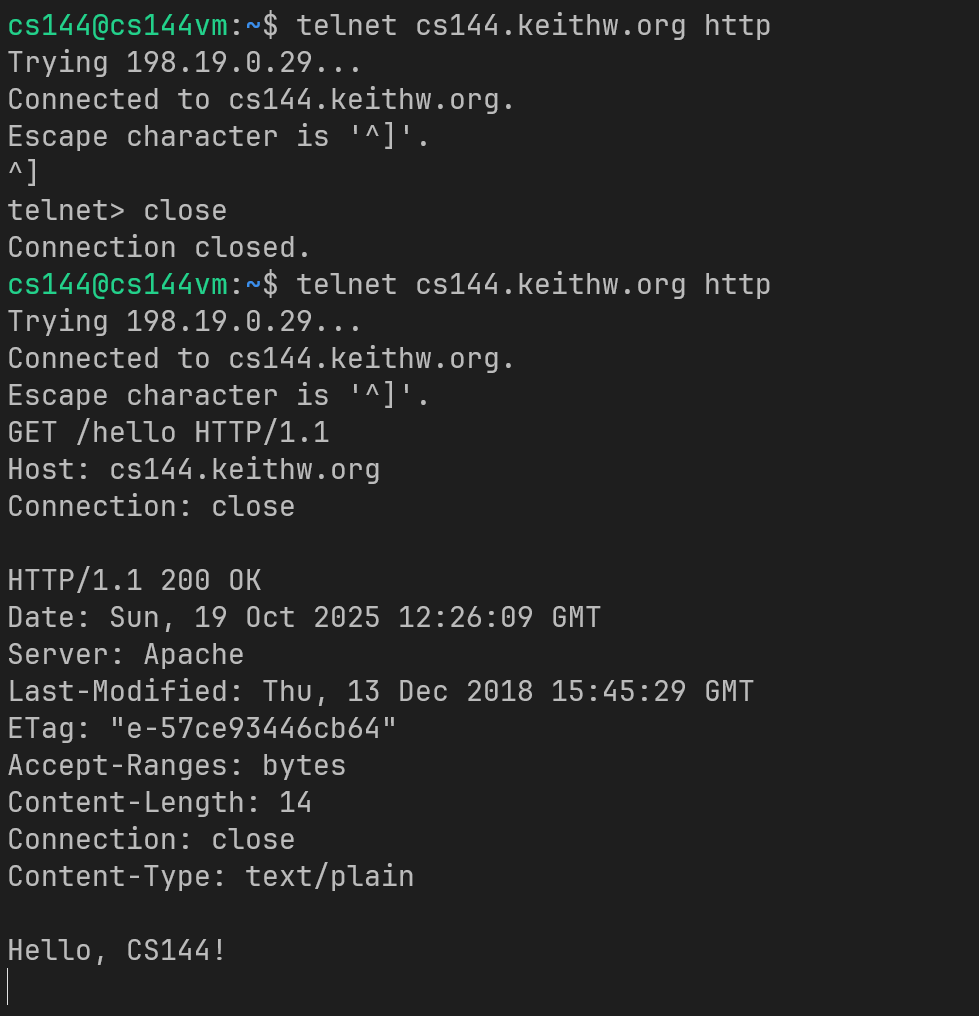 cs144@cs144vm:~$ telnet cs144.keithw.org http
Trying 198.19.0.29...
Connected to cs144.keithw.org.
Escape character is '^]'.
^]
telnet> close
Connection closed.
cs144@cs144vm:~$ telnet cs144.keithw.org http
Trying 198.19.0.29...
Connected to cs144.keithw.org.
Escape character is '^]'.
GET /hello HTTP/1.1
Host: cs144.keithw.org
Connection: close

HTTP/1.1 200 OK
Date: Sun, 19 Oct 2025 12:26:09 GMT
Server: Apache
Last-Modified: Thu, 13 Dec 2018 15:45:29 GMT
ETag: "e-57ce93446cb64"
Accept-Ranges: bytes
Content-Length: 14
Connection: close
Content-Type: text/plain

Hello, CS144!